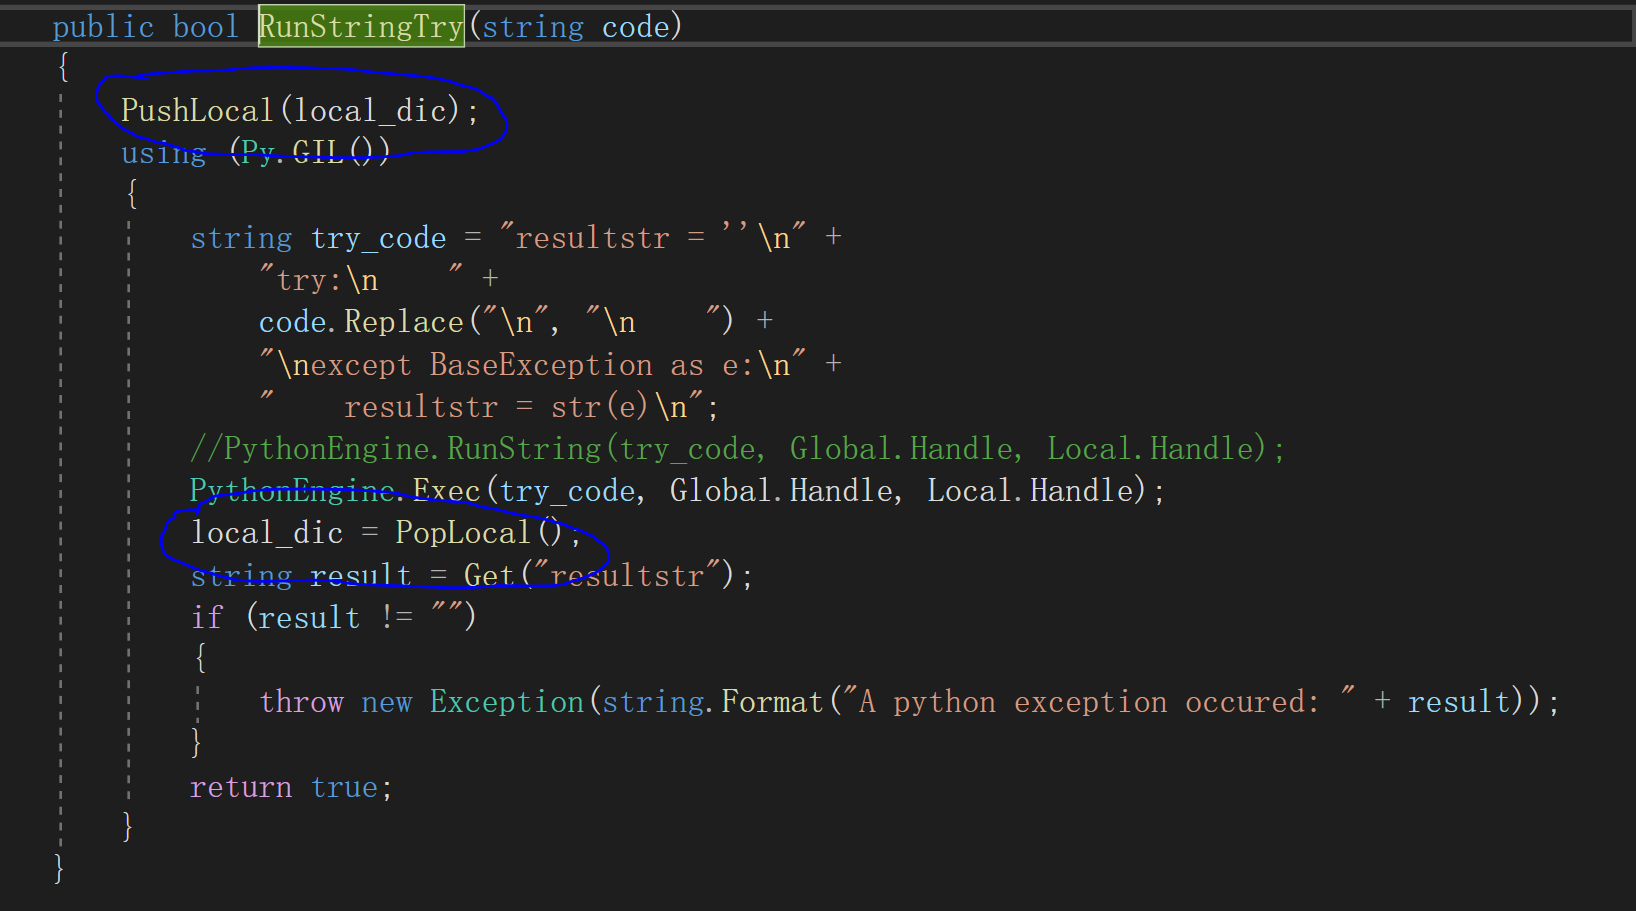 public bool RunStringTry(string code)
{
PushLocal(local_dic);
using (Py.GIL())
{
string try_code = "resultstr = ''\n" +
"try:\n    " +
code.Replace("\n", "\n    ") +
"\nexcept BaseException as e:\n" +
"    resultstr = str(e)\n";
//PythonEngine.RunString(try_code, Global.Handle, Local.Handle);
PythonEngine.Exec(try_code, Global.Handle, Local.Handle);
local_dic = PopLocal();
string result = Get("resultstr");
if (result != "")
{
throw new Exception(string.Format("A python exception occured: " + result));
}
return true;
}
}